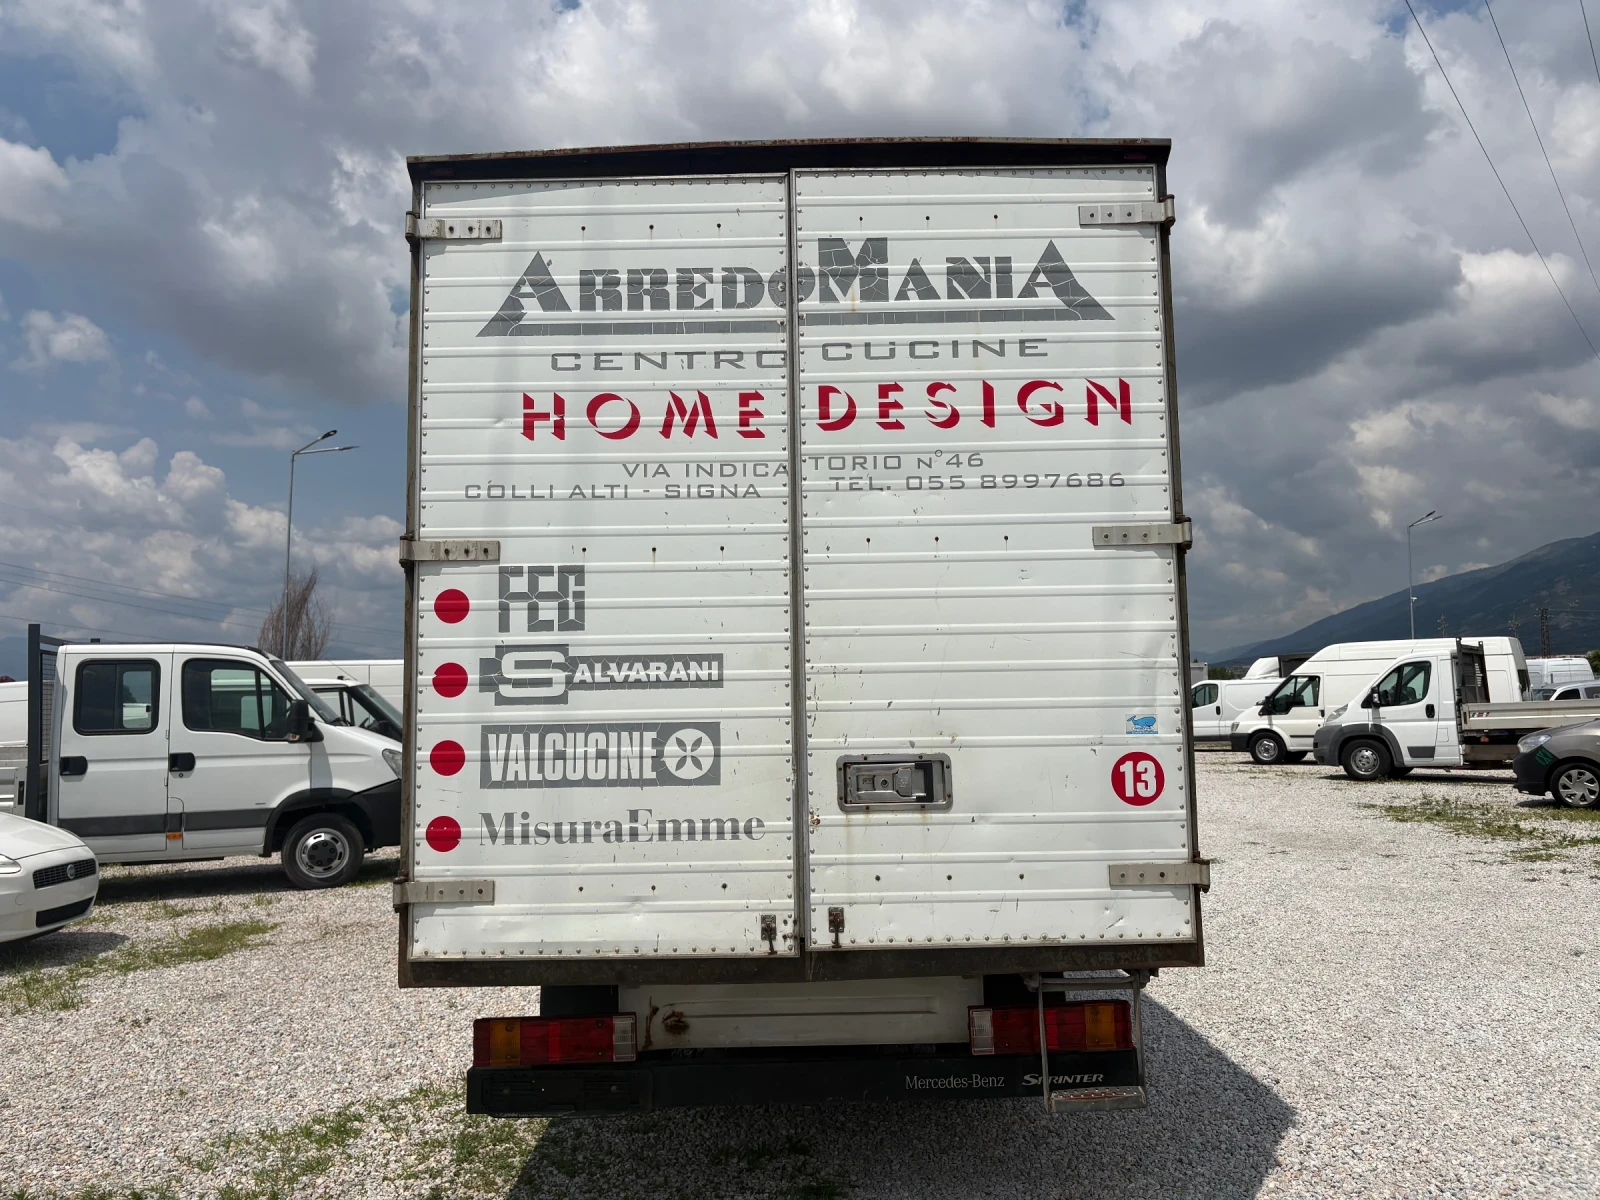 ARREDOMANIA
CENTRO CUCINE
HOME DESIGN
VIA INDICATORIO N°46
COLLI ALTI - SIGNA TEL. 055 8997686
FEG
SALVARANI
VALCUCINE
MisuraEmme
13
Mercedes-Benz SPRINTER